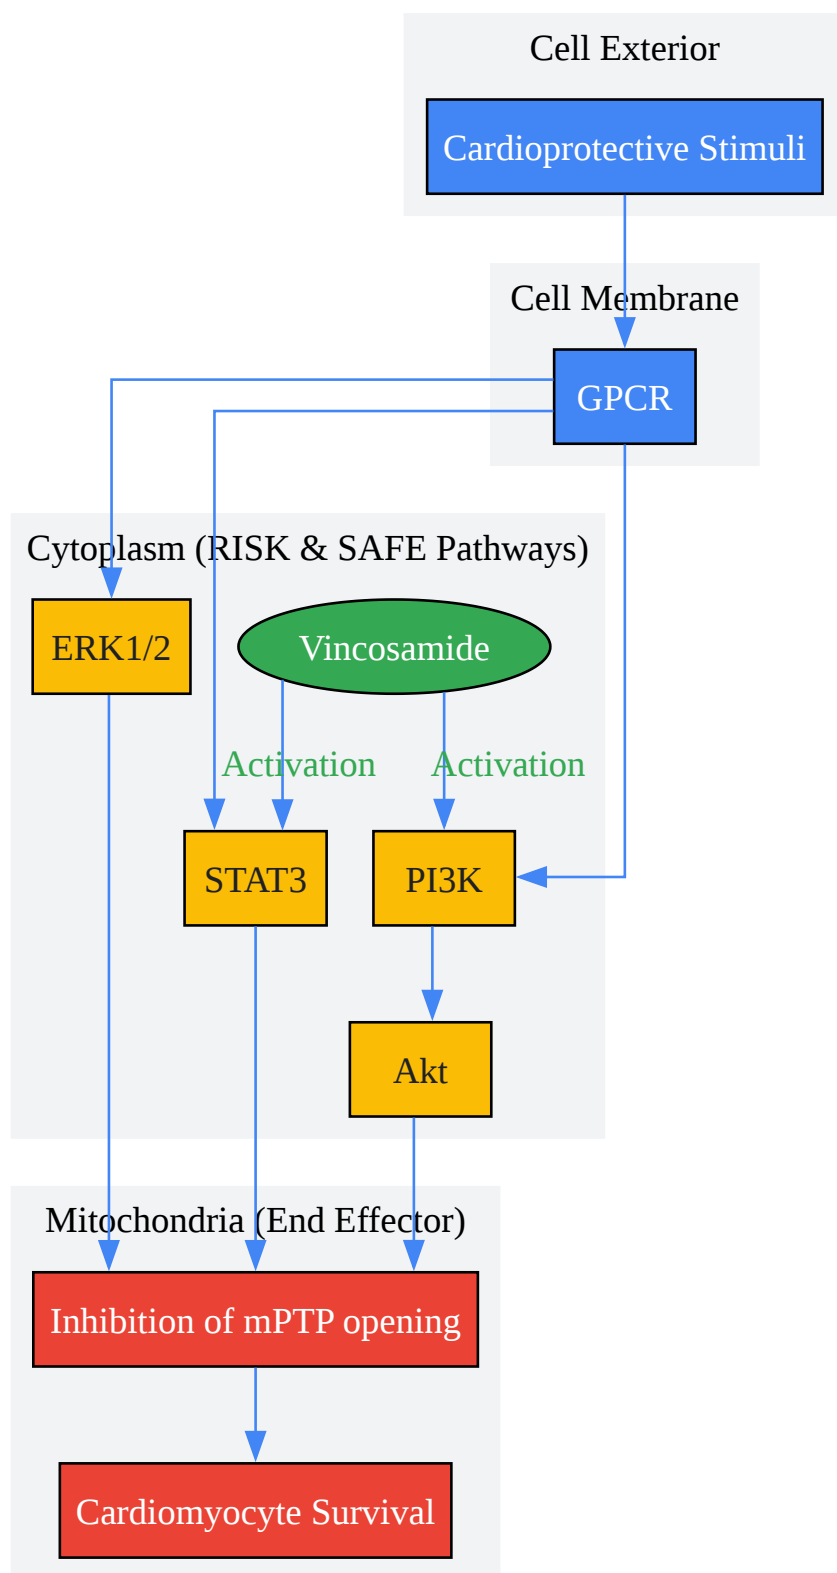 Cell Exterior
Cardioprotective Stimuli
Cell Membrane
GPCR
Cytoplasm (RISK & SAFE Pathways)
ERK1/2
Vincosamide
Activation
Activation
STAT3
PI3K
Akt
Mitochondria (End Effector)
Inhibition of mPTP opening
Cardiomyocyte Survival